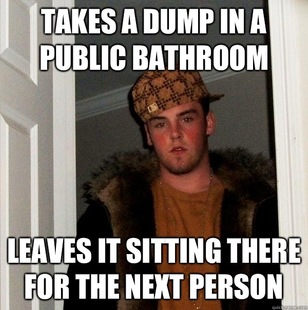 TAKES A DUMP IN A
PUBLIC BATHROOM
LEAVES IT SITTING THERE
FOR THE NEXT PERSON